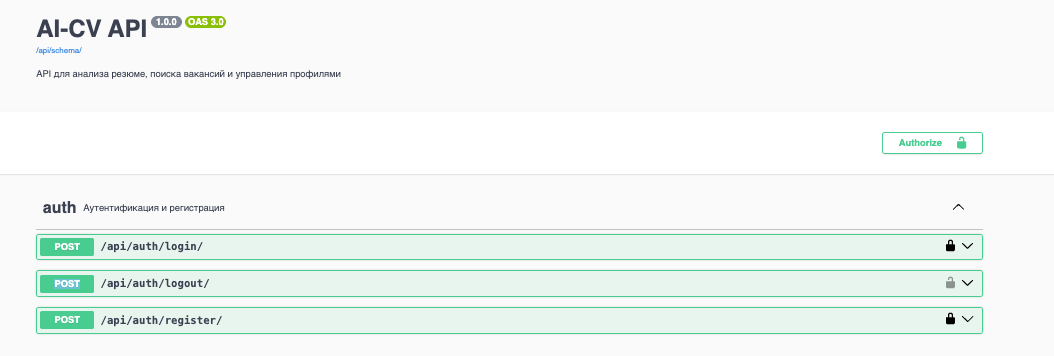 AI-CV API 1.0.0 OAS 3.0
/api/schema/
API для анализа резюме, поиска вакансий и управления профилями
Authorize
auth Аутентификация и регистрация
POST /api/auth/login/
POST /api/auth/logout/
POST /api/auth/register/